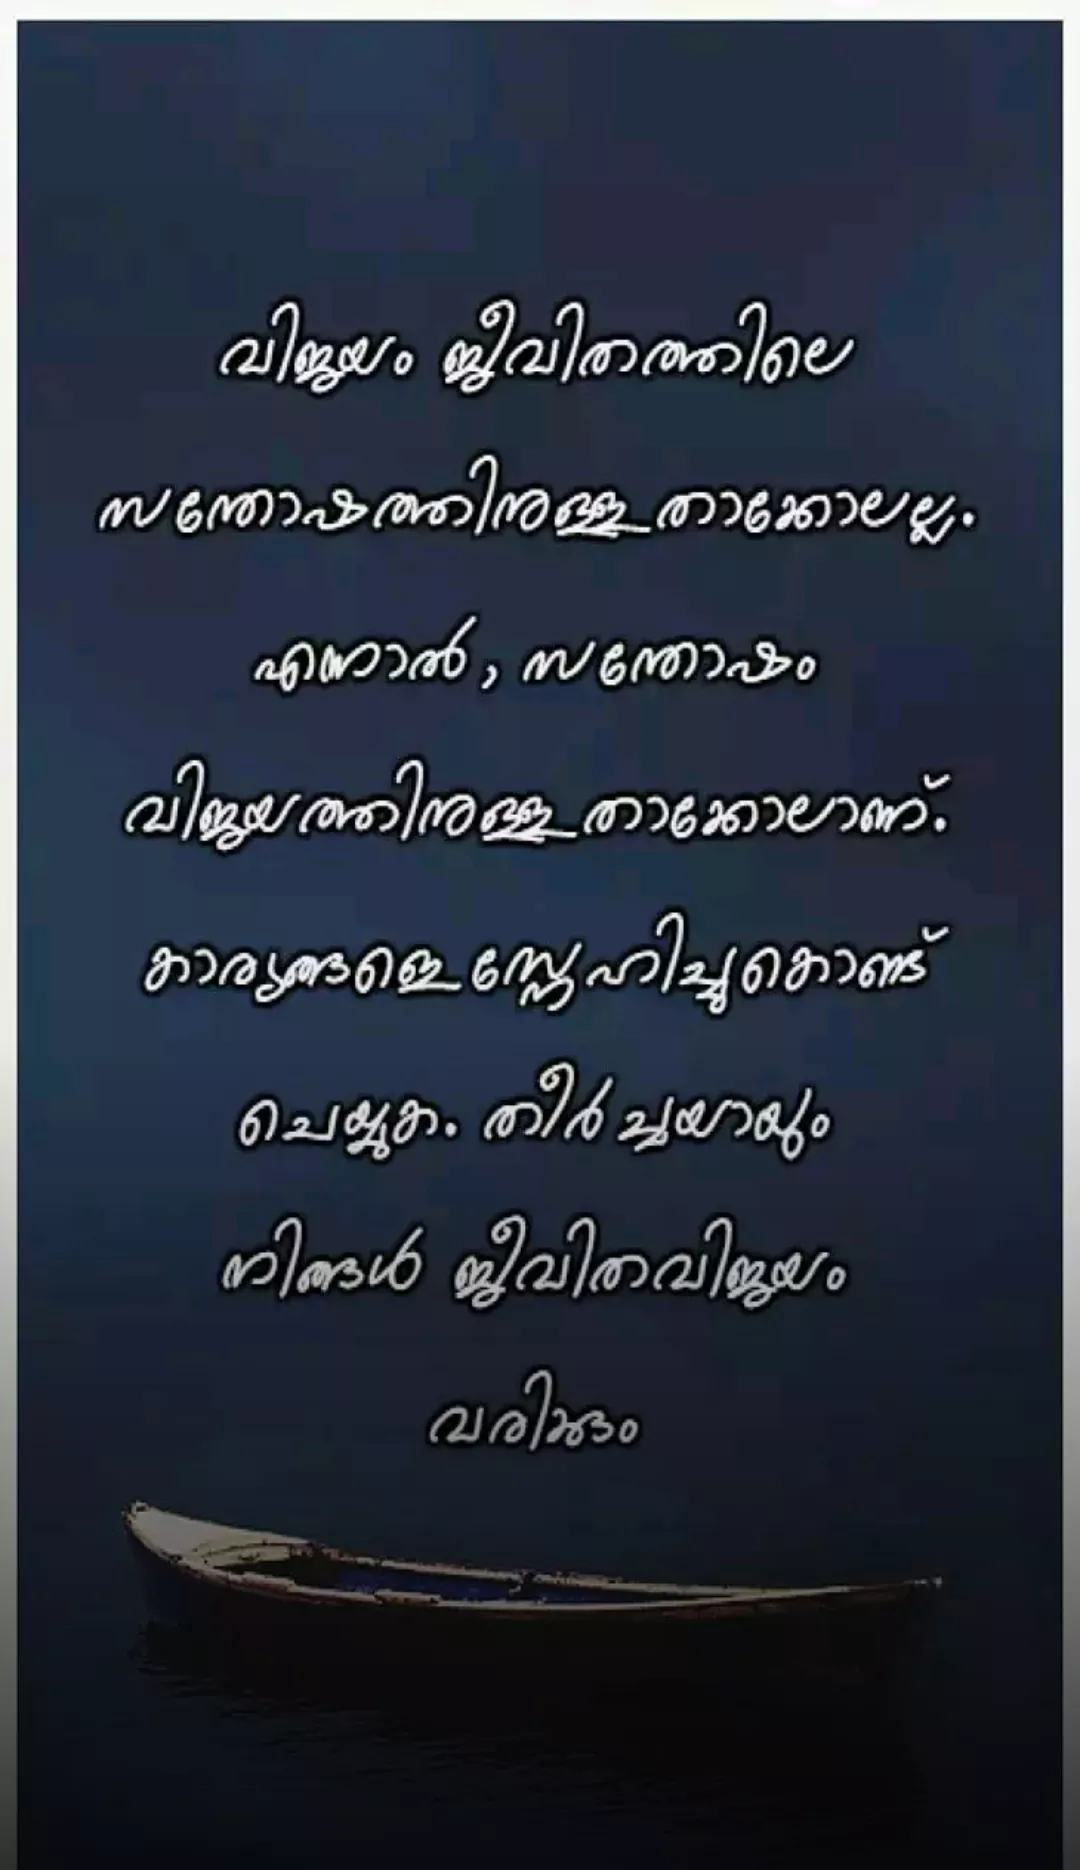 വിജയം ജീവിതത്തിലെ
സന്തോഷത്തിനുള്ള താക്കോലല്ല.
എന്നാൽ, സന്തോഷം
വിജയത്തിനുള്ള താക്കോലാണ്.
കാര്യങ്ങളെ സ്നേഹിച്ചുകൊണ്ട്
ചെയ്യുക. തീർച്ചയായും
നിങ്ങൾ ജീവിതവിജയം
വരിക്കും